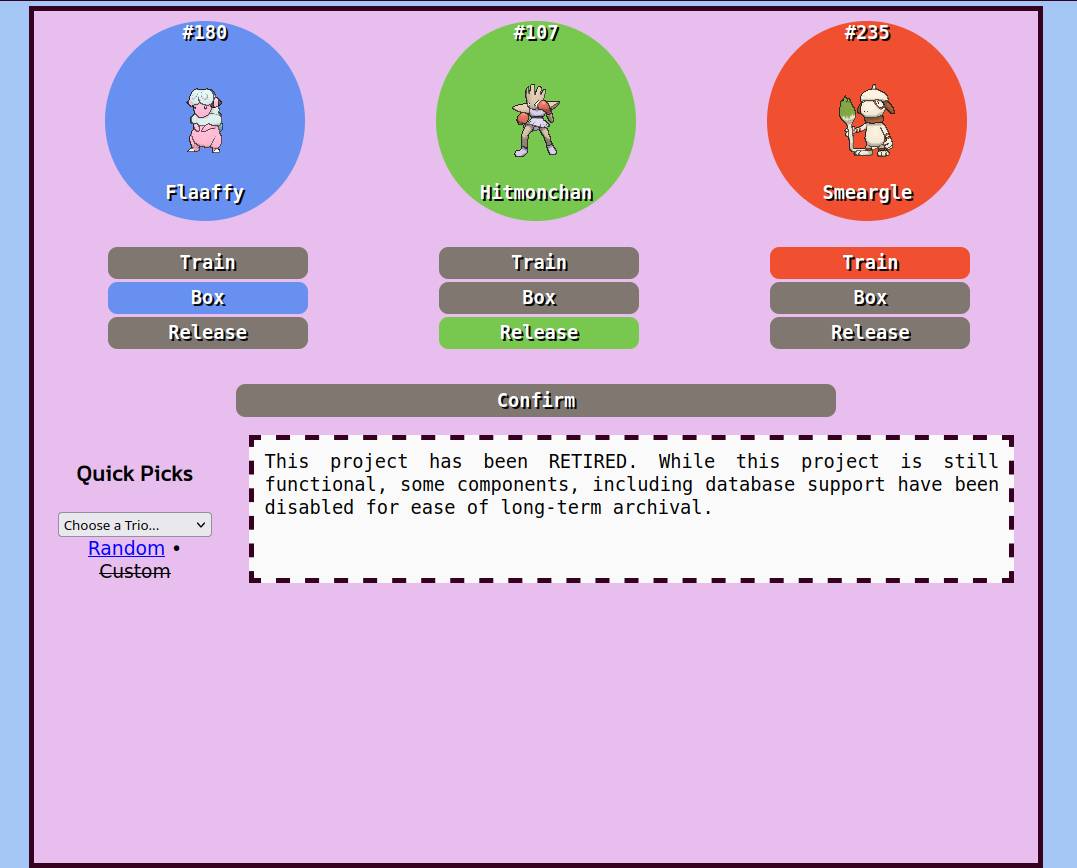 #180 #107 #235
Flaaffy Hitmonchan Smeargle
Train Train Train
Box Box Box
Release Release Release
Confirm
Quick Picks
Choose a Trio...
Random •
Custom
This project has been RETIRED. While this project is still
functional, some components, including database support have been
disabled for ease of long-term archival.